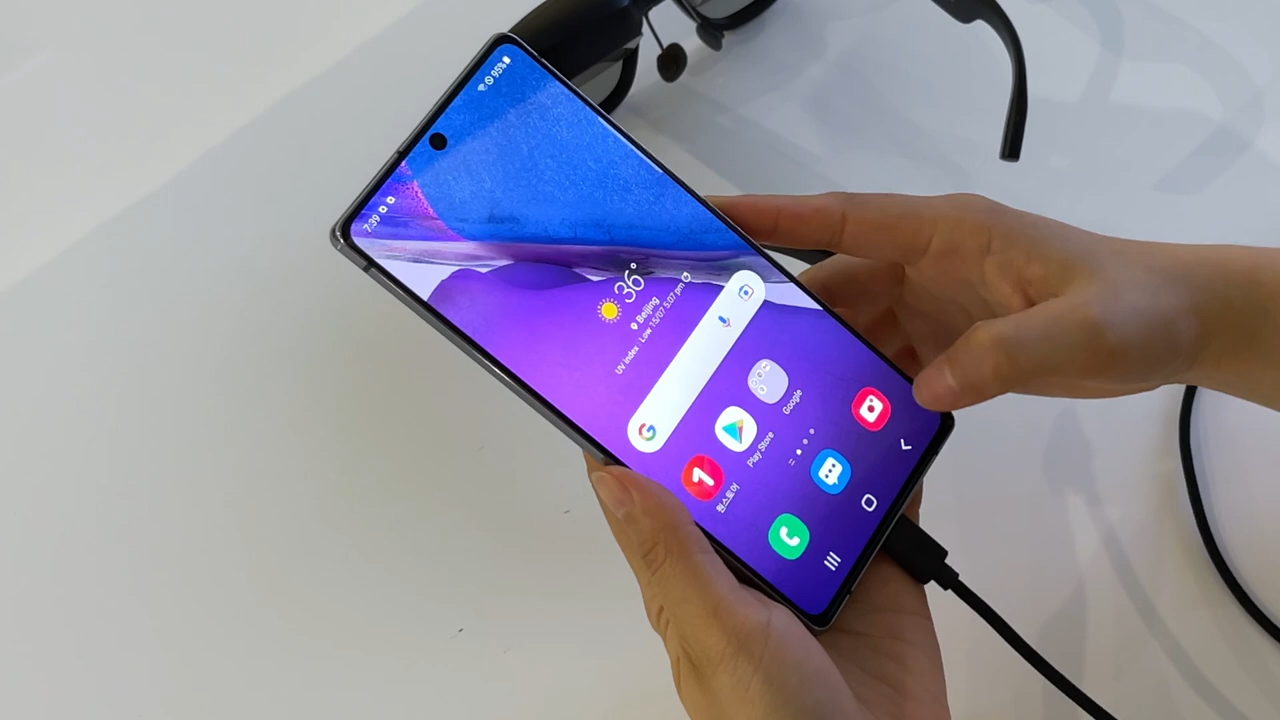 7:39
95%
36°
Beijing
UV index · Low 15/07 5:07 pm
원스토어
Play Store
Google